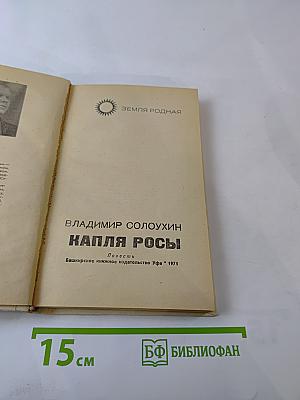 ЗЕМЛЯ РОДНАЯ
ВЛАДИМИР СОЛОУХИН
КАПЛЯ РОСЫ
Повесть
Башкирское книжное издательство Уфа * 1971
15 см
БФ БИБЛИОФАН